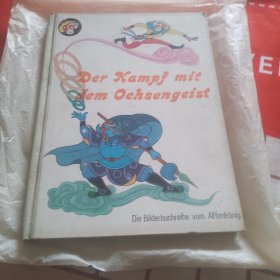 Der Kampf mit
dem Ochsengeist
Die Bilderbuchreihe vom Affenkönig